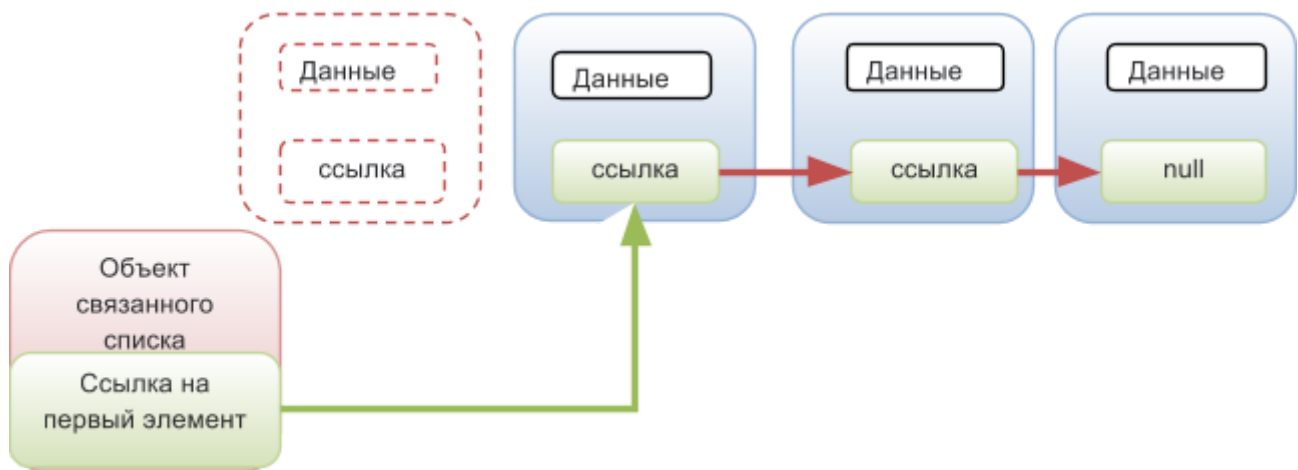 Данные
Данные
Данные
Данные
ссылка
ссылка
ссылка
null
Объект
связанного
списка
Ссылка на
первый элемент